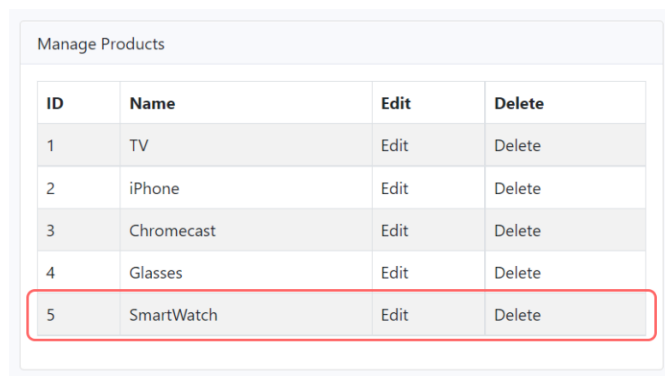 Manage Products
ID Name Edit Delete
1 TV Edit Delete
2 iPhone Edit Delete
3 Chromecast Edit Delete
4 Glasses Edit Delete
5 SmartWatch Edit Delete